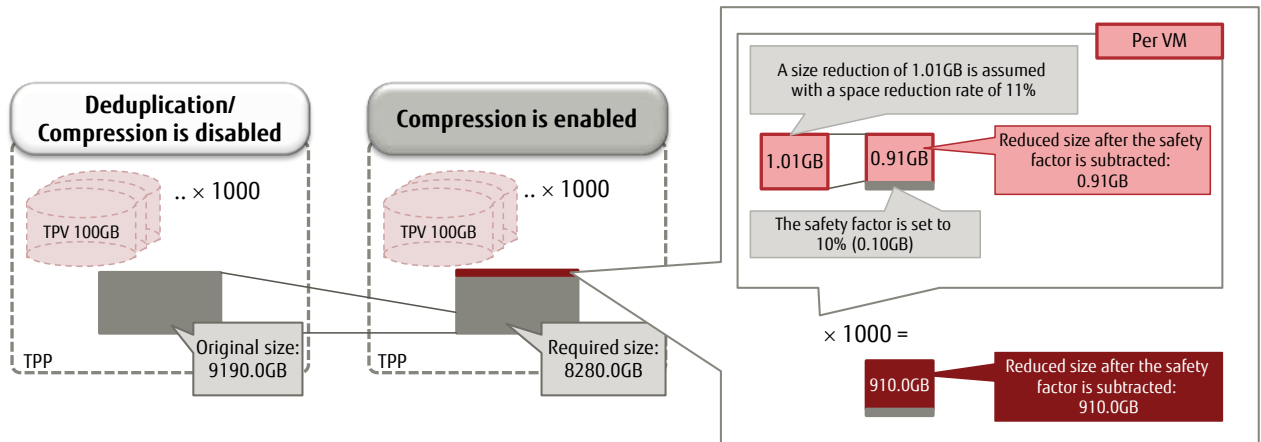 Deduplication/
Compression is disabled
.. × 1000
TPV 100GB
Original size:
9190.0GB
TPP
Compression is enabled
.. × 1000
TPV 100GB
Required size:
8280.0GB
TPP
Per VM
A size reduction of 1.01GB is assumed
with a space reduction rate of 11%
1.01GB
0.91GB
Reduced size after the safety
factor is subtracted:
0.91GB
The safety factor is set to
10% (0.10GB)
× 1000 =
910.0GB
Reduced size after the safety
factor is subtracted:
910.0GB